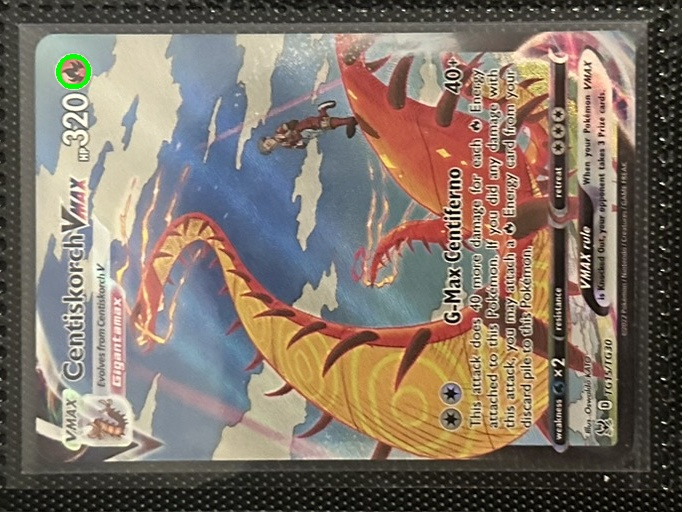 VMAX Centiskorch VMAX HP 320
Evolves from Centiskorch V
Gigantamax
G-Max Centiferno 40+
This attack does 40 more damage for each Energy
attached to this Pokémon. If you did any damage with
this attack, you may attach a Energy card from your
discard pile to this Pokémon.
weakness ×2 resistance retreat
Illus. Oswaldo KATO
VMAX rule When your Pokémon VMAX
is Knocked Out, your opponent takes 3 Prize cards.
D TG15/TG30
©2022 Pokémon / Nintendo / Creatures / GAME FREAK